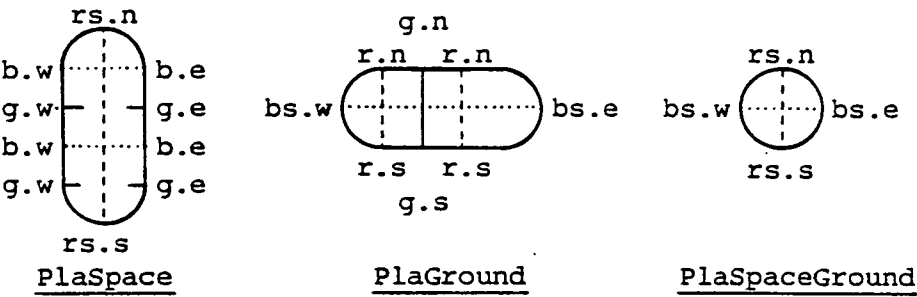 rs.n
b.w b.e
g.w g.e
b.w b.e
g.w g.e
rs.s
PlaSpace
g.n
r.n r.n
bs.w bs.e
r.s r.s
g.s
PlaGround
rs.n
bs.w bs.e
rs.s
PlaSpaceGround